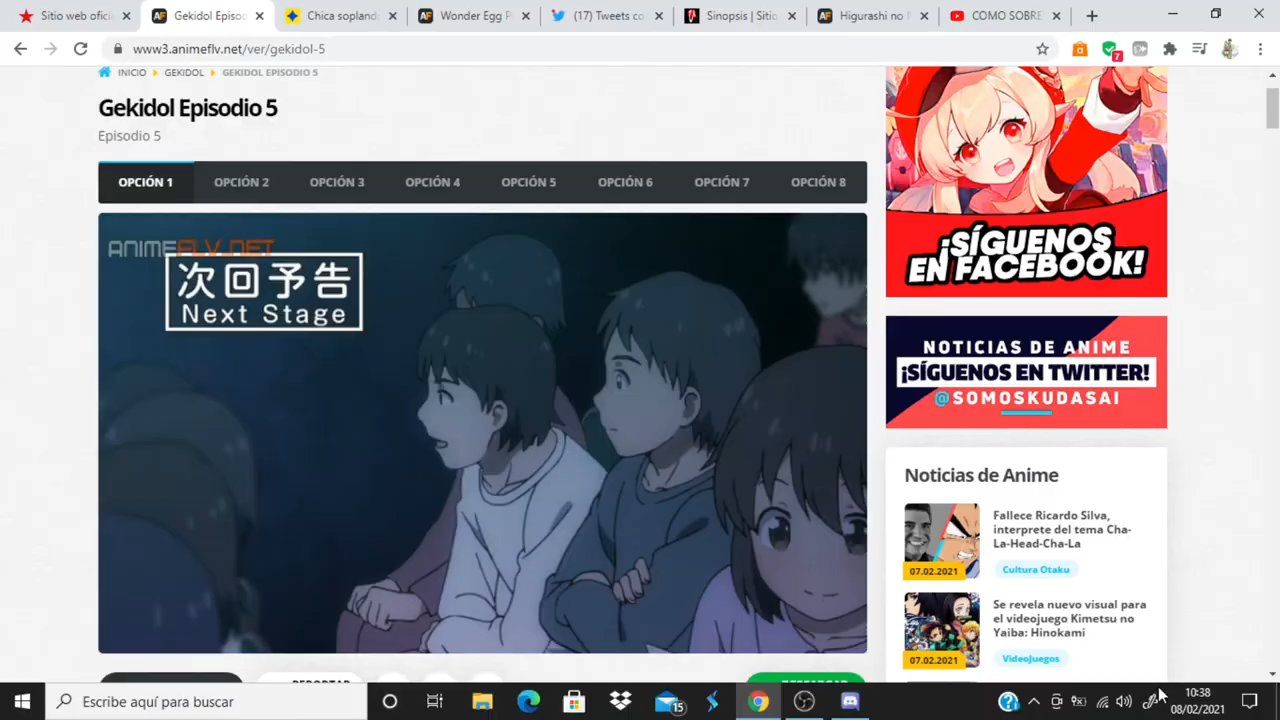 Sitio web ofici
Gekidol Episod
Chica soplando
Wonder Egg P
(17) Tweets co
Sinopsis | Sitio
Higurashi no N
COMO SOBRE
www3.animeflv.net/ver/gekidol-5
7
INICIO
GEKIDOL
GEKIDOL EPISODIO 5
Gekidol Episodio 5
Episodio 5
OPCIÓN 1
OPCIÓN 2
OPCIÓN 3
OPCIÓN 4
OPCIÓN 5
OPCIÓN 6
OPCIÓN 7
OPCIÓN 8
ANIMEFLV.NET
次回予告
Next Stage
¡SÍGUENOS
EN FACEBOOK!
NOTICIAS DE ANIME
¡SÍGUENOS EN TWITTER!
@SOMOSKUDASAI
Noticias de Anime
Fallece Ricardo Silva,
interprete del tema Cha-
La-Head-Cha-La
07.02.2021
Cultura Otaku
Se revela nuevo visual para
el videojuego Kimetsu no
Yaiba: Hinokami
07.02.2021
VideoJuegos
REPORTAR
DESCARGAR
Escribe aquí para buscar
15
10:38
08/02/2021